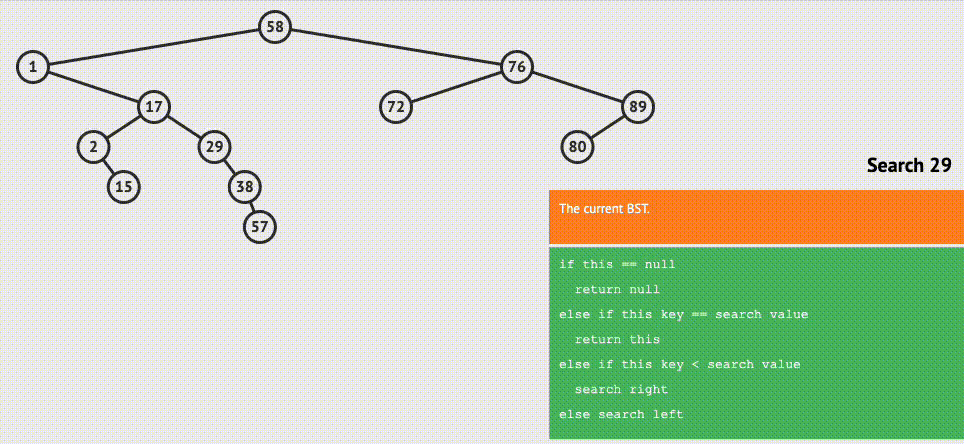 58
1
76
17
72
89
2
29
80
15
38
57
Search 29
The current BST.
if this == null
return null
else if this key == search value
return this
else if this key < search value
search right
else search left